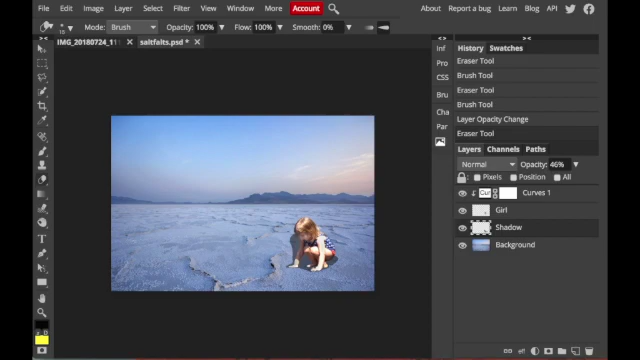 File Edit Image Layer Select Filter View Window More Account About Report a bug Learn Blog API
15 Mode: Brush Opacity: 100% Flow: 100% Smooth: 0%
saltfalts.psd *
Inf
Pro
CSS
Bru
Cha
Par
History Swatches
Eraser Tool
Brush Tool
Eraser Tool
Brush Tool
Layer Opacity Change
Eraser Tool
Layers Channels Paths
Normal Opacity: 46%
Pixels Position All
Cur Curves 1
Girl
Shadow
Background